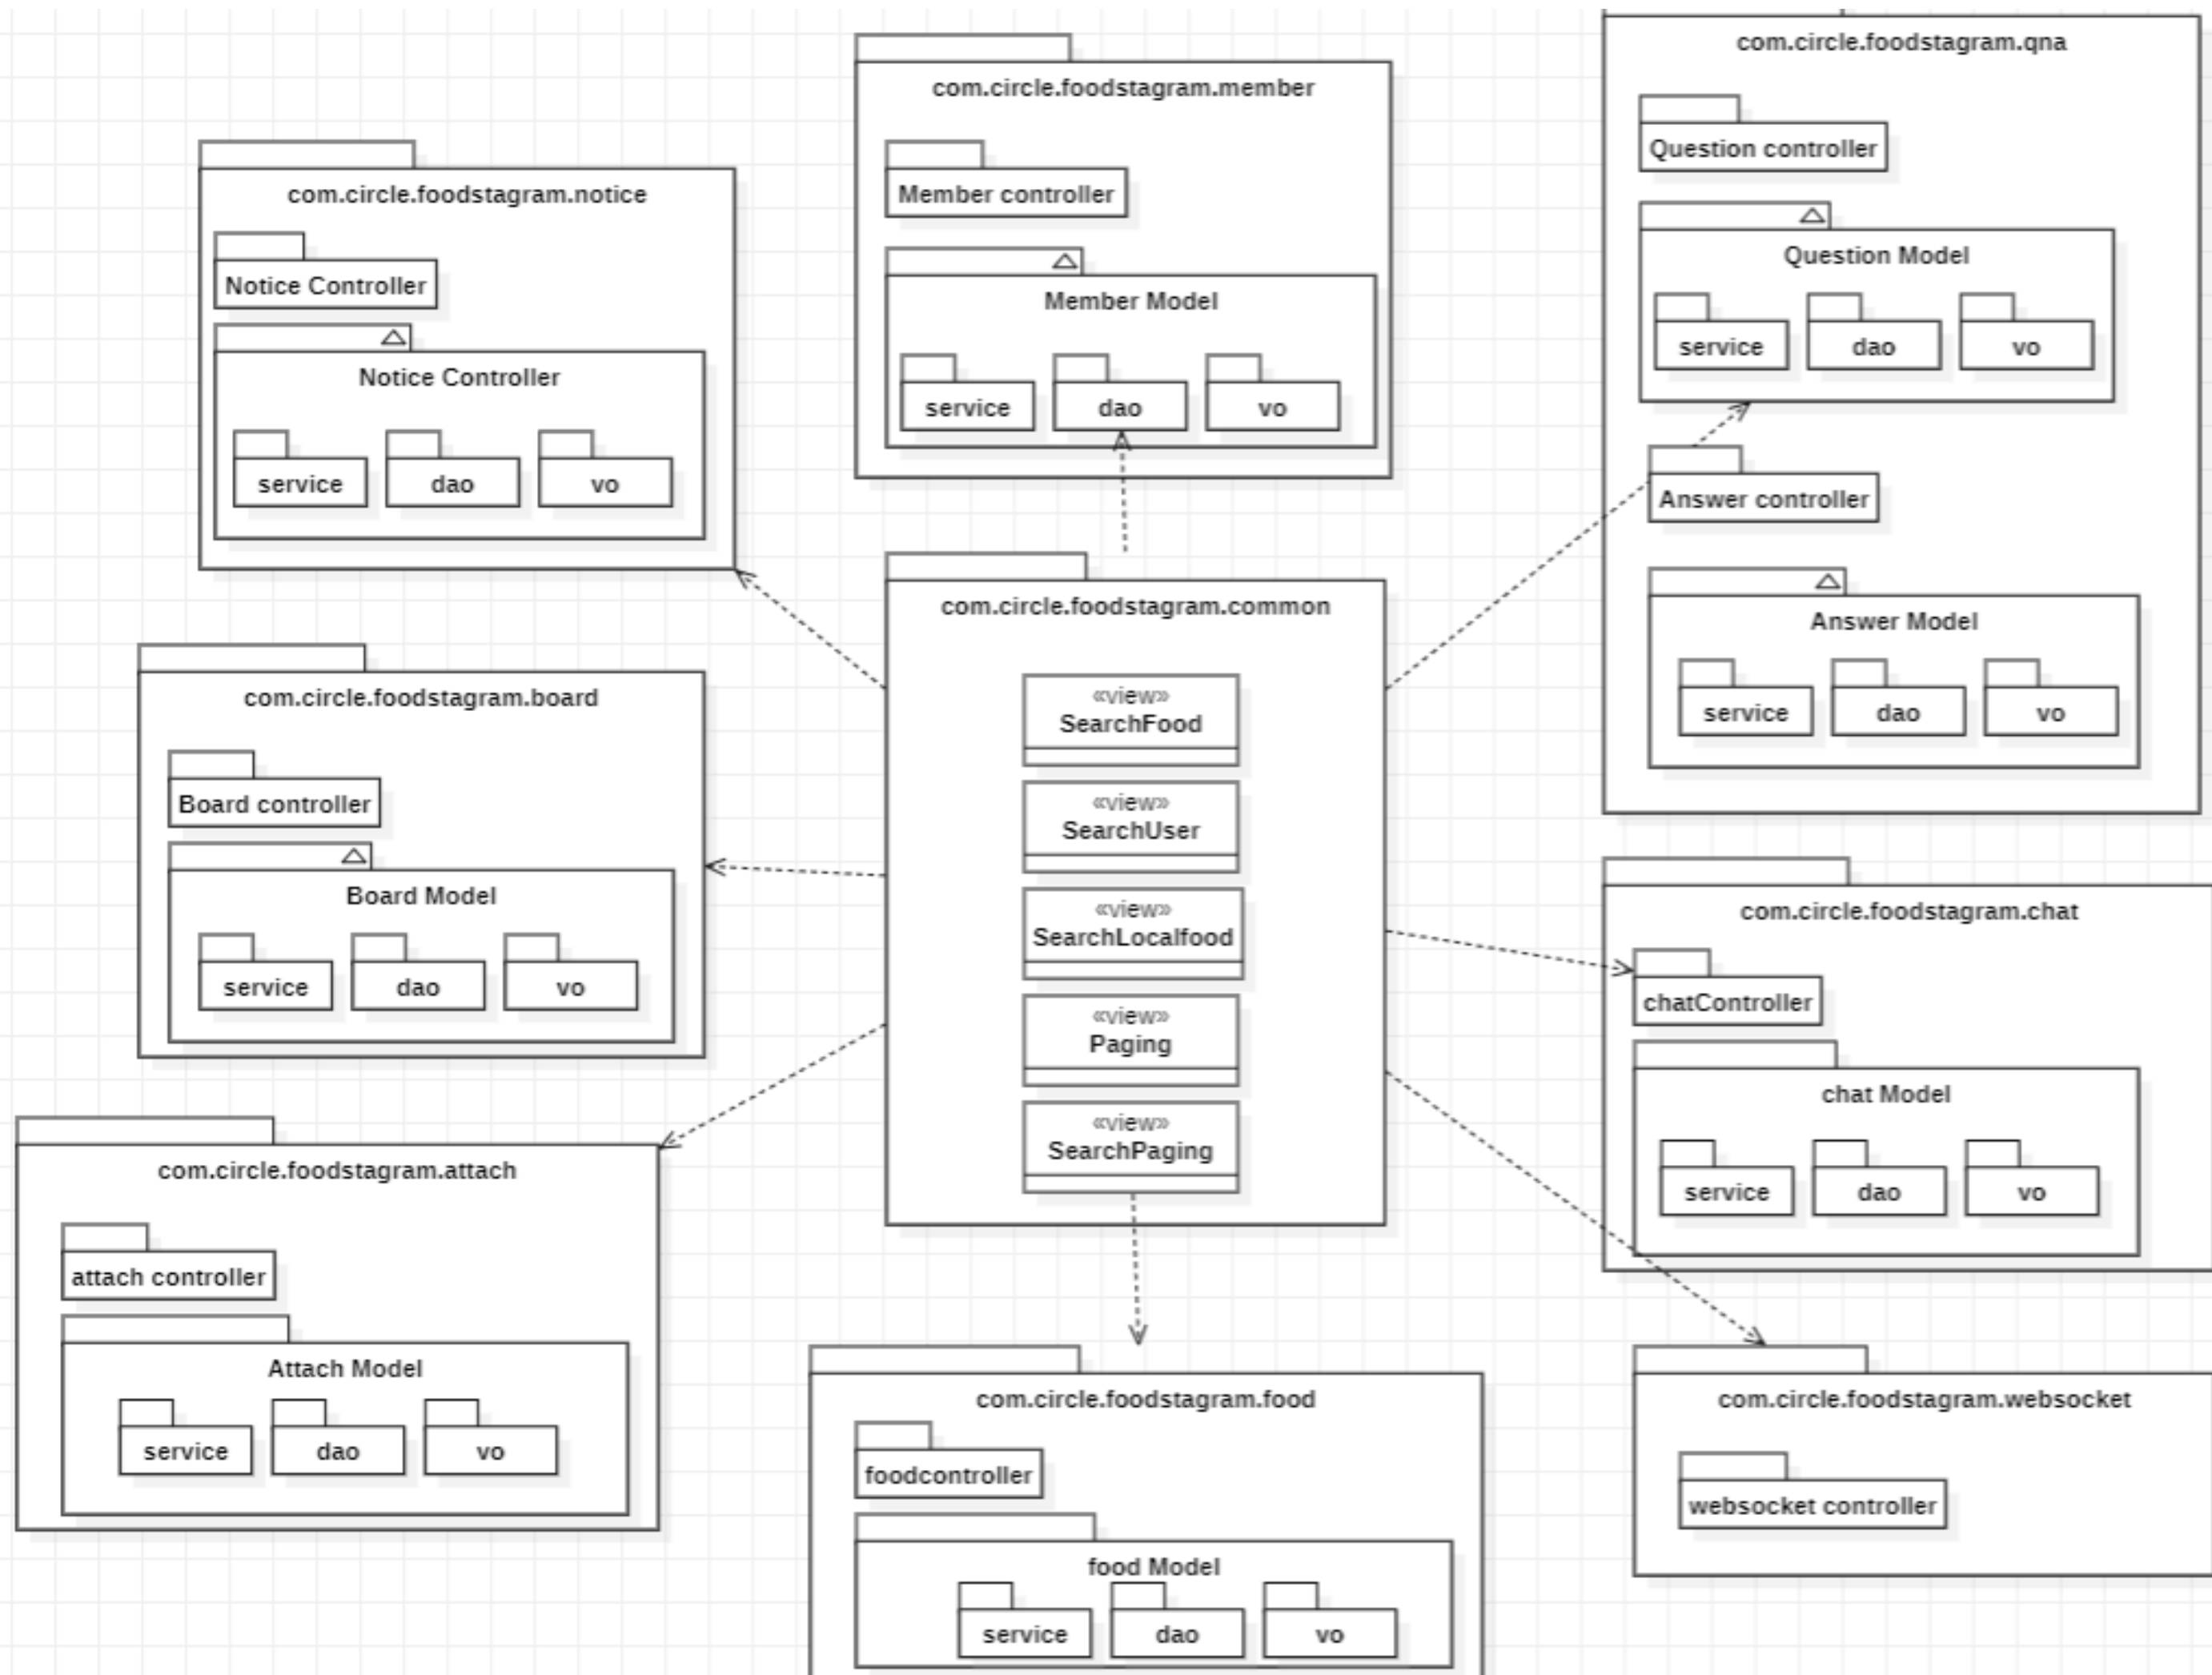 com.circle.foodstagram.notice
Notice Controller
Notice Controller
service
dao
vo
com.circle.foodstagram.member
Member controller
Member Model
service
dao
vo
com.circle.foodstagram.qna
Question controller
Question Model
service
dao
vo
Answer controller
Answer Model
service
dao
vo
com.circle.foodstagram.board
Board controller
Board Model
service
dao
vo
com.circle.foodstagram.common
«view»
SearchFood
«view»
SearchUser
«view»
SearchLocalfood
«view»
Paging
«view»
SearchPaging
com.circle.foodstagram.chat
chatController
chat Model
service
dao
vo
com.circle.foodstagram.attach
attach controller
Attach Model
service
dao
vo
com.circle.foodstagram.food
foodcontroller
food Model
service
dao
vo
com.circle.foodstagram.websocket
websocket controller